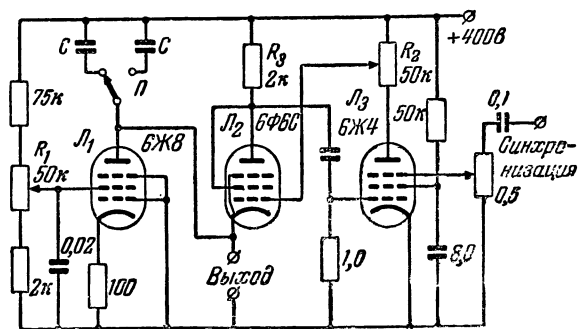 C
C
П
+400в
75к
R1
50к
2к
0,02
Л1
6Ж8
100
R3
2к
Л2
6Ф6С
Выход
Л3
6Ж4
1,0
R2
50к
50к
8,0
0,1
Синхро-
низация
0,5